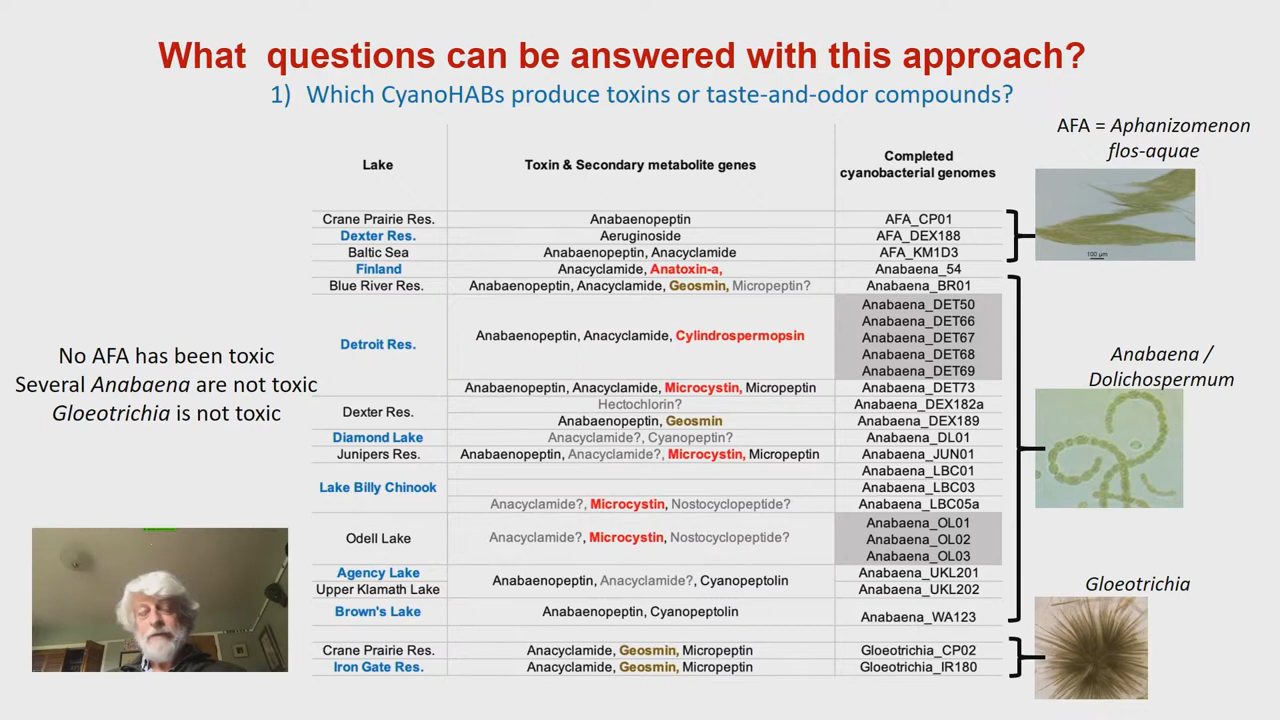 What questions can be answered with this approach?
1) Which CyanoHABs produce toxins or taste-and-odor compounds?
AFA = Aphanizomenon
flos-aquae
100 µm
Lake Toxin & Secondary metabolite genes Completed cyanobacterial genomes
Crane Prairie Res. Anabaenopeptin AFA_CP01
Dexter Res. Aeruginoside AFA_DEX188
Baltic Sea Anabaenopeptin, Anacyclamide AFA_KM1D3
Finland Anacyclamide, Anatoxin-a, Anabaena_54
Blue River Res. Anabaenopeptin, Anacyclamide, Geosmin, Micropeptin? Anabaena_BR01
Detroit Res. Anabaenopeptin, Anacyclamide, Cylindrospermopsin Anabaena_DET50
Anabaena_DET66
Anabaena_DET67
Anabaena_DET68
Anabaena_DET69
Anabaenopeptin, Anacyclamide, Microcystin, Micropeptin Anabaena_DET73
Dexter Res. Hectochlorin? Anabaena_DEX182a
Anabaenopeptin, Geosmin Anabaena_DEX189
Diamond Lake Anacyclamide?, Cyanopeptin? Anabaena_DL01
Junipers Res. Anabaenopeptin, Anacyclamide?, Microcystin, Micropeptin Anabaena_JUN01
Lake Billy Chinook Anabaena_LBC01
Anabaena_LBC03
Anacyclamide?, Microcystin, Nostocyclopeptide? Anabaena_LBC05a
Odell Lake Anacyclamide?, Microcystin, Nostocyclopeptide? Anabaena_OL01
Anabaena_OL02
Anabaena_OL03
Agency Lake Anabaenopeptin, Anacyclamide?, Cyanopeptolin Anabaena_UKL201
Upper Klamath Lake Anabaena_UKL202
Brown's Lake Anabaenopeptin, Cyanopeptolin Anabaena_WA123
Crane Prairie Res. Anacyclamide, Geosmin, Micropeptin Gloeotrichia_CP02
Iron Gate Res. Anacyclamide, Geosmin, Micropeptin Gloeotrichia_IR180
No AFA has been toxic
Several Anabaena are not toxic
Gloeotrichia is not toxic
Anabaena /
Dolichospermum
Gloeotrichia